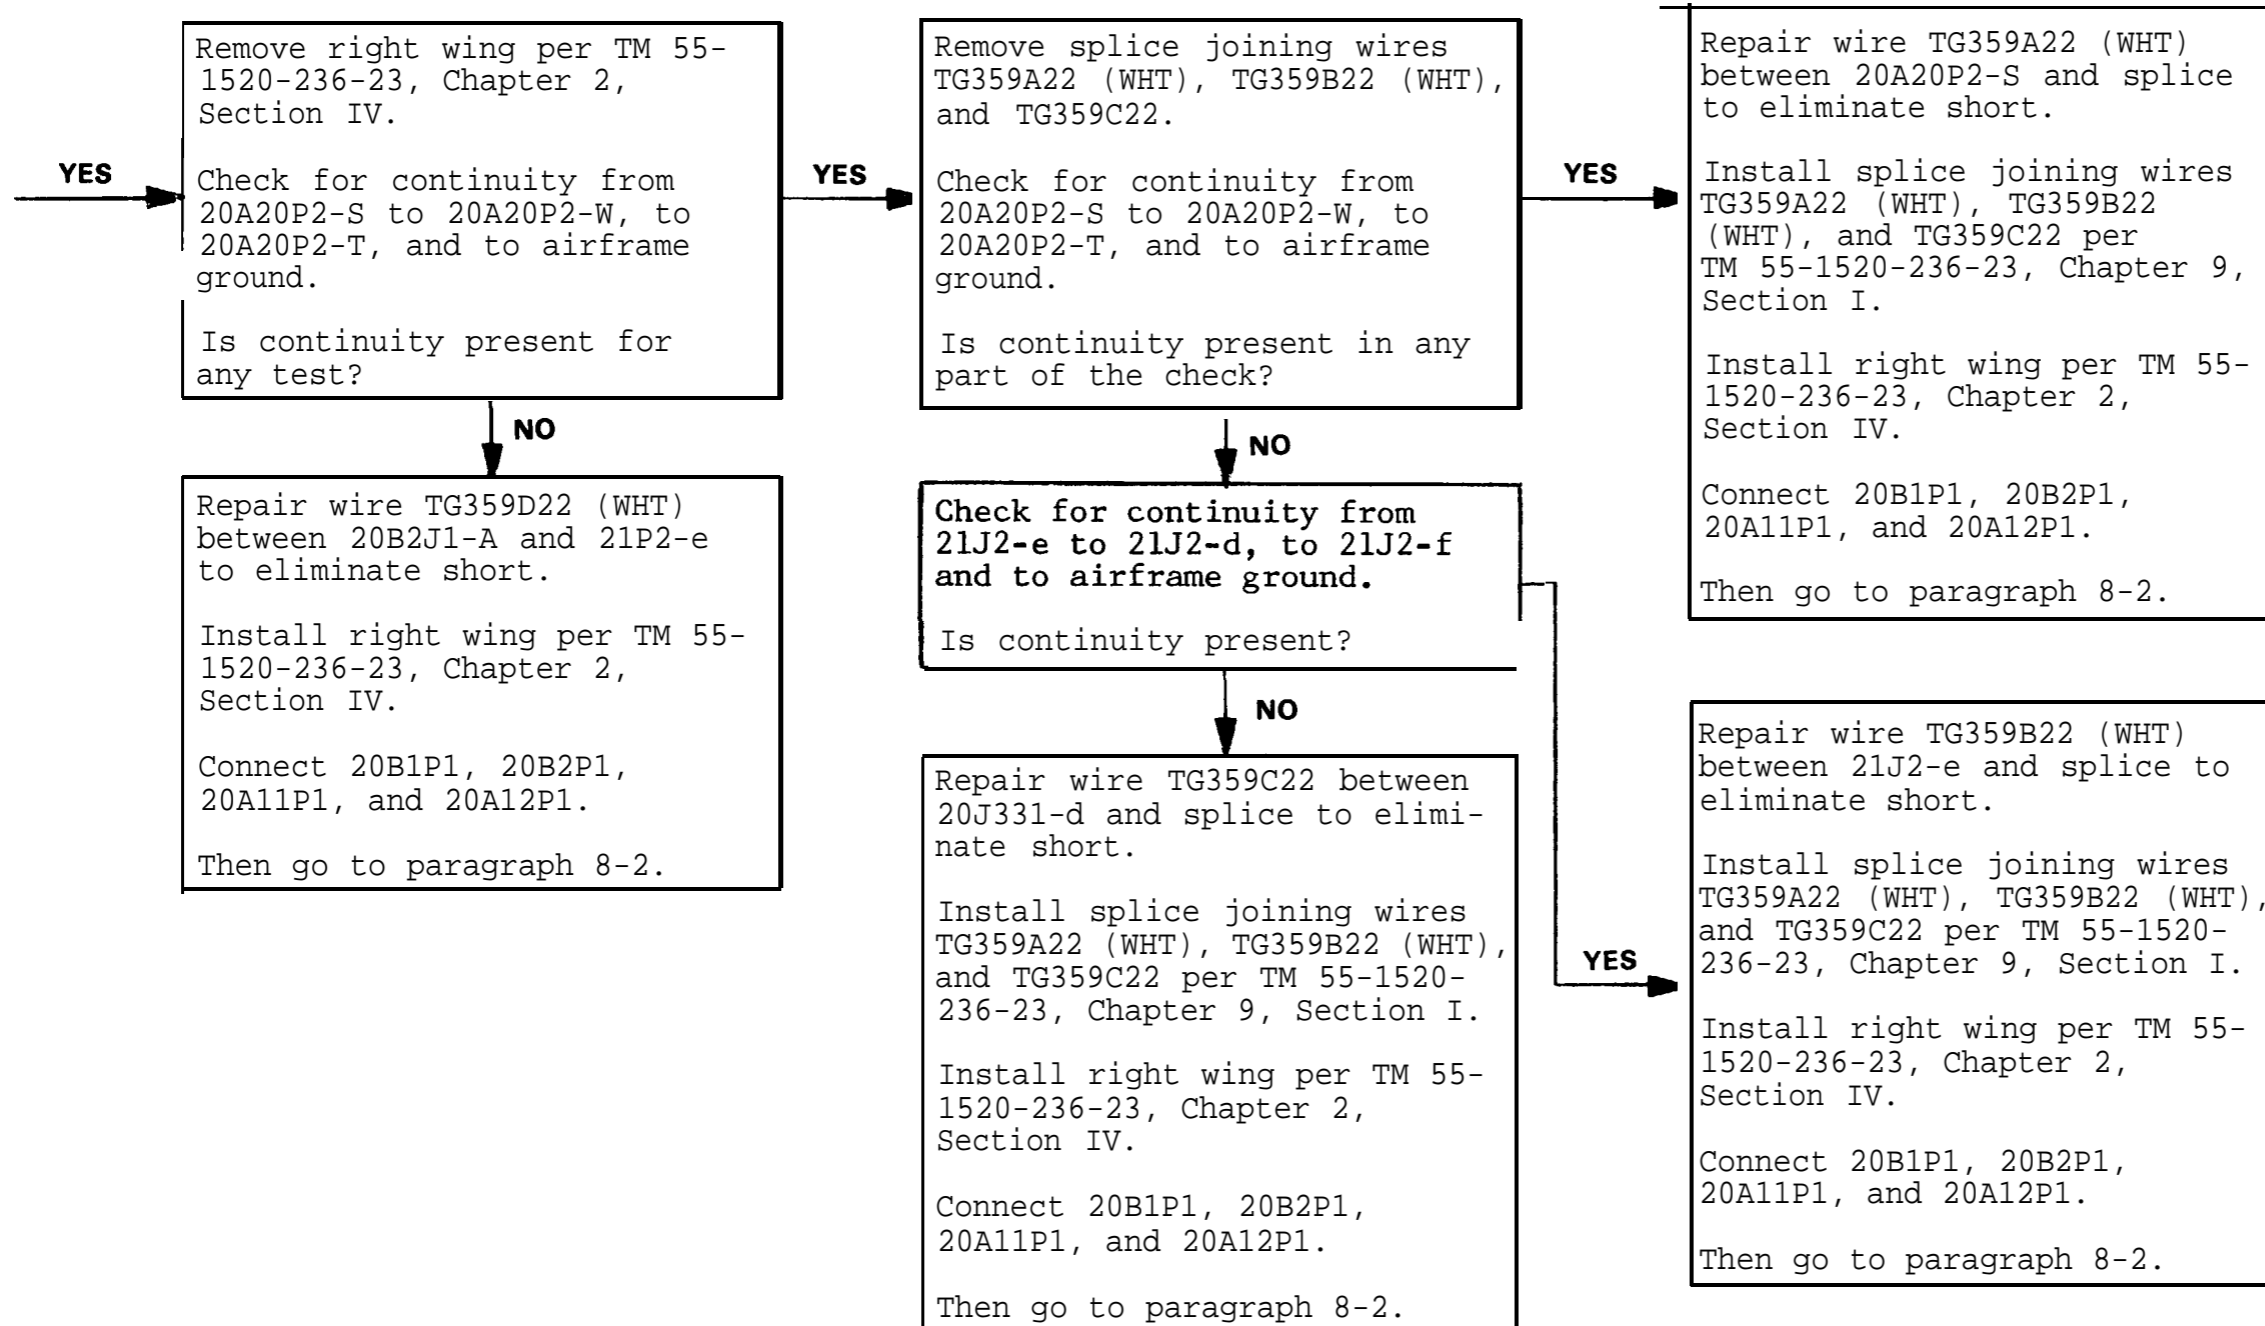 YES
Remove right wing per TM 55-
1520-236-23, Chapter 2,
Section IV.
Check for continuity from
20A20P2-S to 20A20P2-W, to
20A20P2-T, and to airframe
ground.
Is continuity present for
any test?
NO
Repair wire TG359D22 (WHT)
between 20B2J1-A and 21P2-e
to eliminate short.
Install right wing per TM 55-
1520-236-23, Chapter 2,
Section IV.
Connect 20B1P1, 20B2P1,
20A11P1, and 20A12P1.
Then go to paragraph 8-2.
YES
Remove splice joining wires
TG359A22 (WHT), TG359B22 (WHT),
and TG359C22.
Check for continuity from
20A20P2-S to 20A20P2-W, to
20A20P2-T, and to airframe
ground.
Is continuity present in any
part of the check?
NO
Check for continuity from
21J2-e to 21J2-d, to 21J2-f
and to airframe ground.
Is continuity present?
NO
Repair wire TG359C22 between
20J331-d and splice to elimi-
nate short.
Install splice joining wires
TG359A22 (WHT), TG359B22 (WHT),
and TG359C22 per TM 55-1520-
236-23, Chapter 9, Section I.
Install right wing per TM 55-
1520-236-23, Chapter 2,
Section IV.
Connect 20B1P1, 20B2P1,
20A11P1, and 20A12P1.
Then go to paragraph 8-2.
YES
Repair wire TG359A22 (WHT)
between 20A20P2-S and splice
to eliminate short.
Install splice joining wires
TG359A22 (WHT), TG359B22
(WHT), and TG359C22 per
TM 55-1520-236-23, Chapter 9,
Section I.
Install right wing per TM 55-
1520-236-23, Chapter 2,
Section IV.
Connect 20B1P1, 20B2P1,
20A11P1, and 20A12P1.
Then go to paragraph 8-2.
YES
Repair wire TG359B22 (WHT)
between 21J2-e and splice to
eliminate short.
Install splice joining wires
TG359A22 (WHT), TG359B22 (WHT),
and TG359C22 per TM 55-1520-
236-23, Chapter 9, Section I.
Install right wing per TM 55-
1520-236-23, Chapter 2,
Section IV.
Connect 20B1P1, 20B2P1,
20A11P1, and 20A12P1.
Then go to paragraph 8-2.